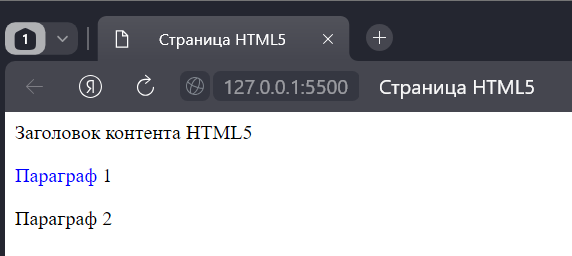 1
Страница HTML5
Я
127.0.0.1:5500
Страница HTML5
Заголовок контента HTML5
Параграф 1
Параграф 2